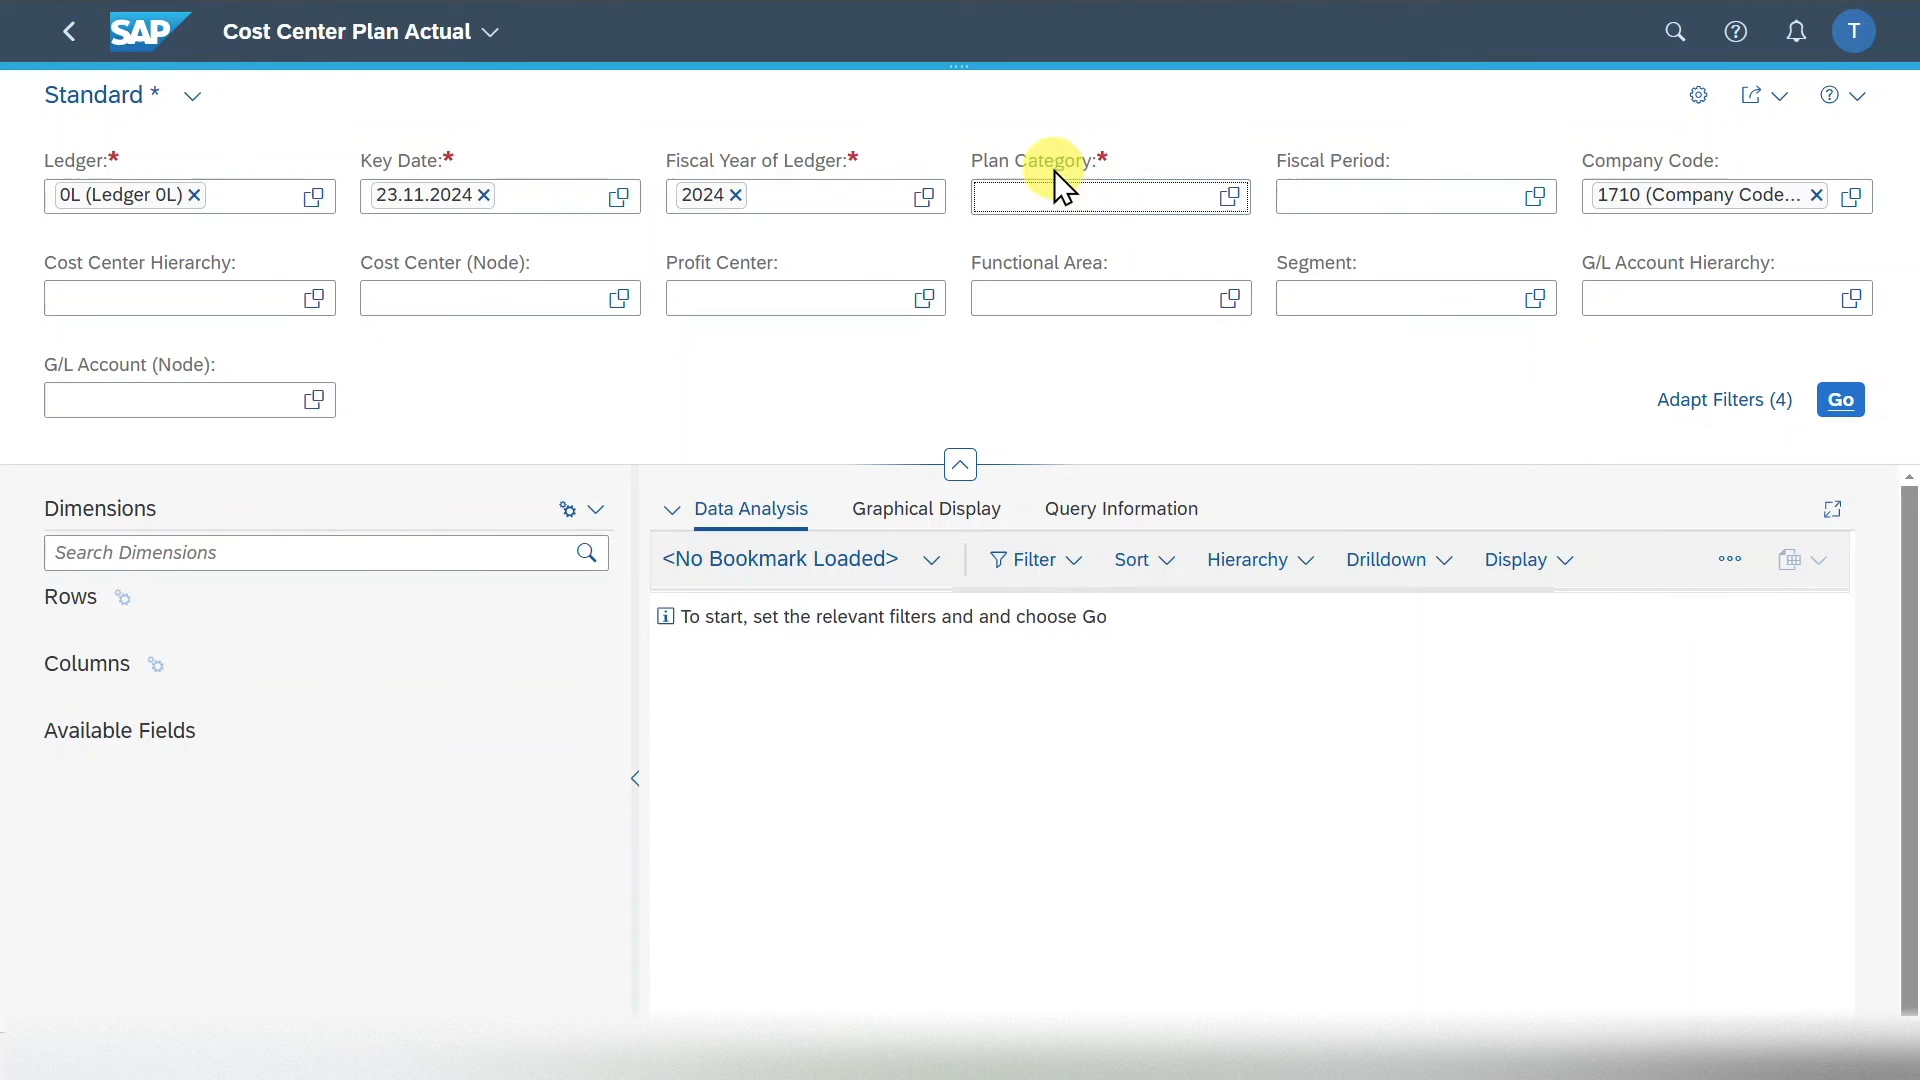 SAP Cost Center Plan Actual T
Standard *
Ledger:* Key Date:* Fiscal Year of Ledger:* Plan Category:* Fiscal Period: Company Code:
0L (Ledger 0L) 23.11.2024 2024 1710 (Company Code...
Cost Center Hierarchy: Cost Center (Node): Profit Center: Functional Area: Segment: G/L Account Hierarchy:
G/L Account (Node):
Adapt Filters (4) Go
Dimensions
Search Dimensions
Rows
Columns
Available Fields
Data Analysis Graphical Display Query Information
<No Bookmark Loaded> Filter Sort Hierarchy Drilldown Display
To start, set the relevant filters and and choose Go